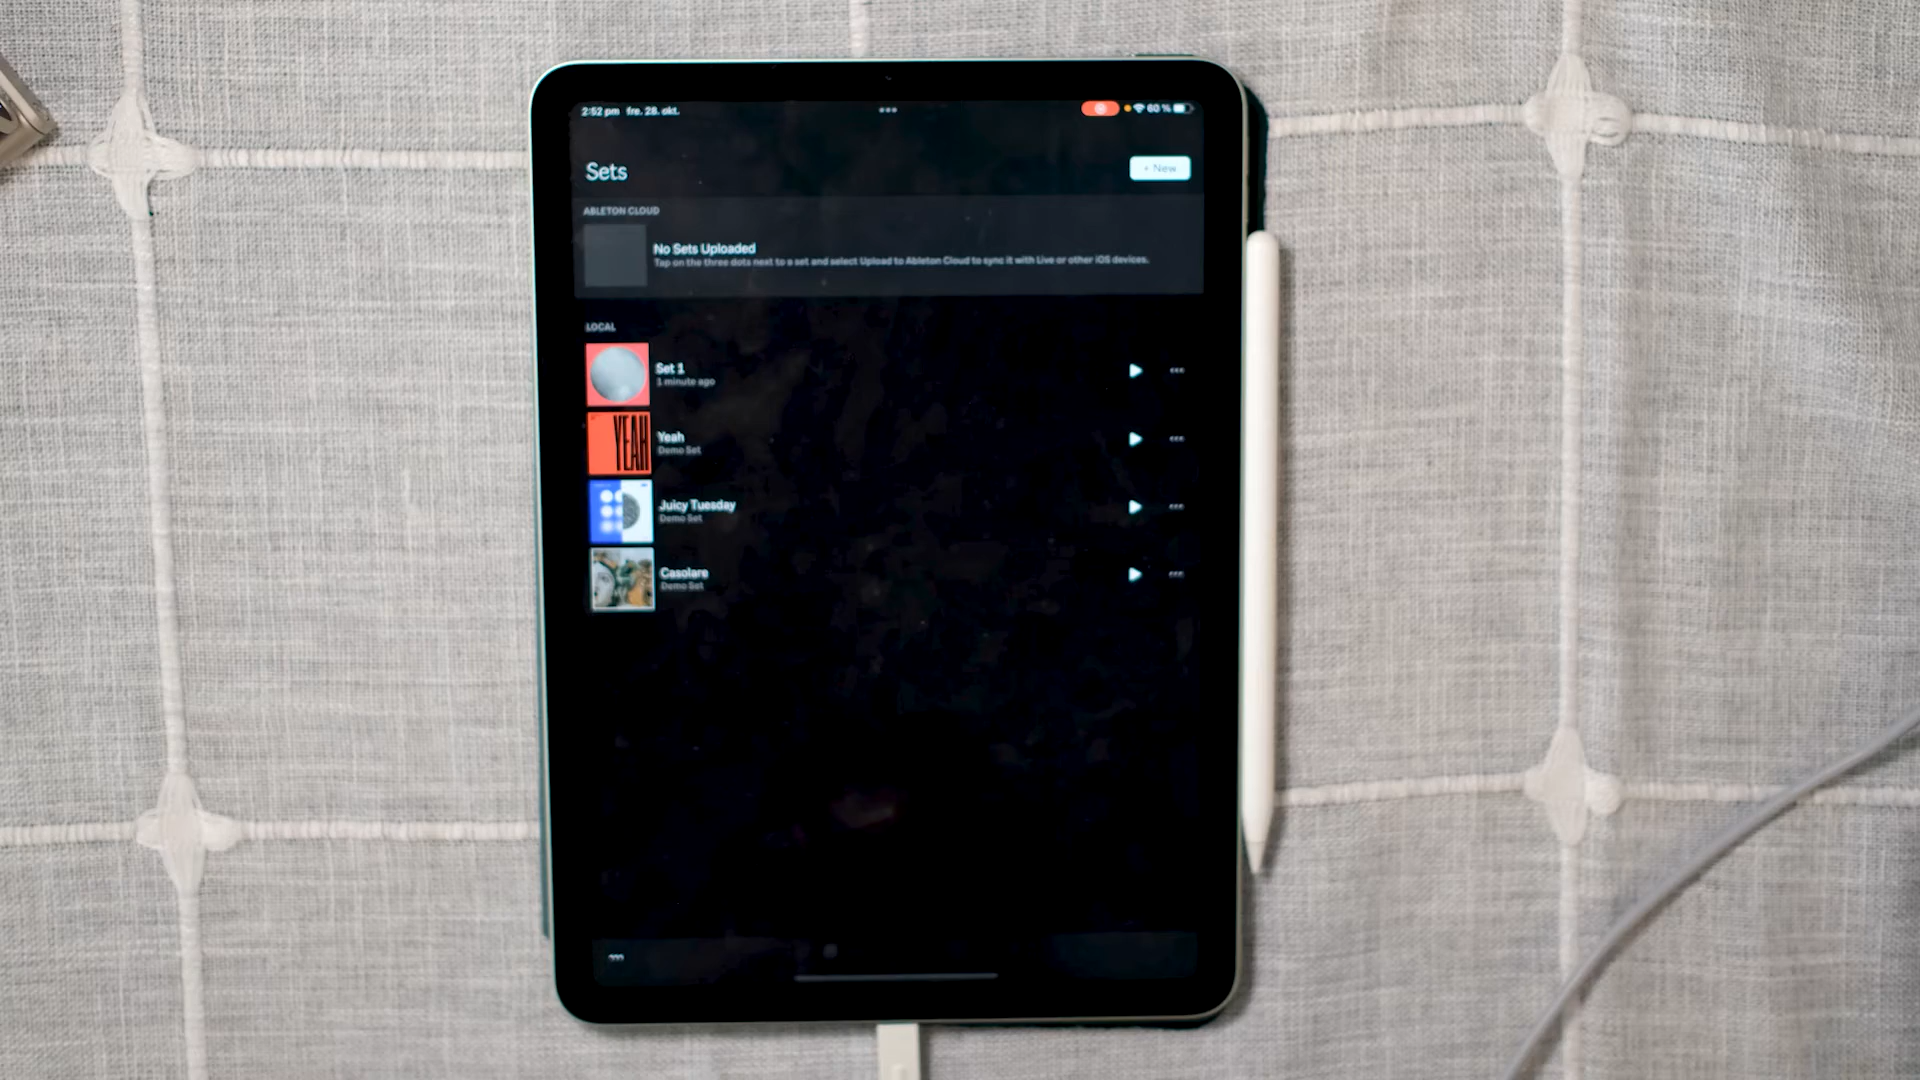 2:52 pm fre. 28. okt.
60 %
Sets
+ New
ABLETON CLOUD
No Sets Uploaded
Tap on the three dots next to a set and select Upload to Ableton Cloud to sync it with Live or other iOS devices.
LOCAL
Set 1
1 minute ago
YEAH
Yeah
Demo Set
Juicy Tuesday
Demo Set
Casolare
Demo Set